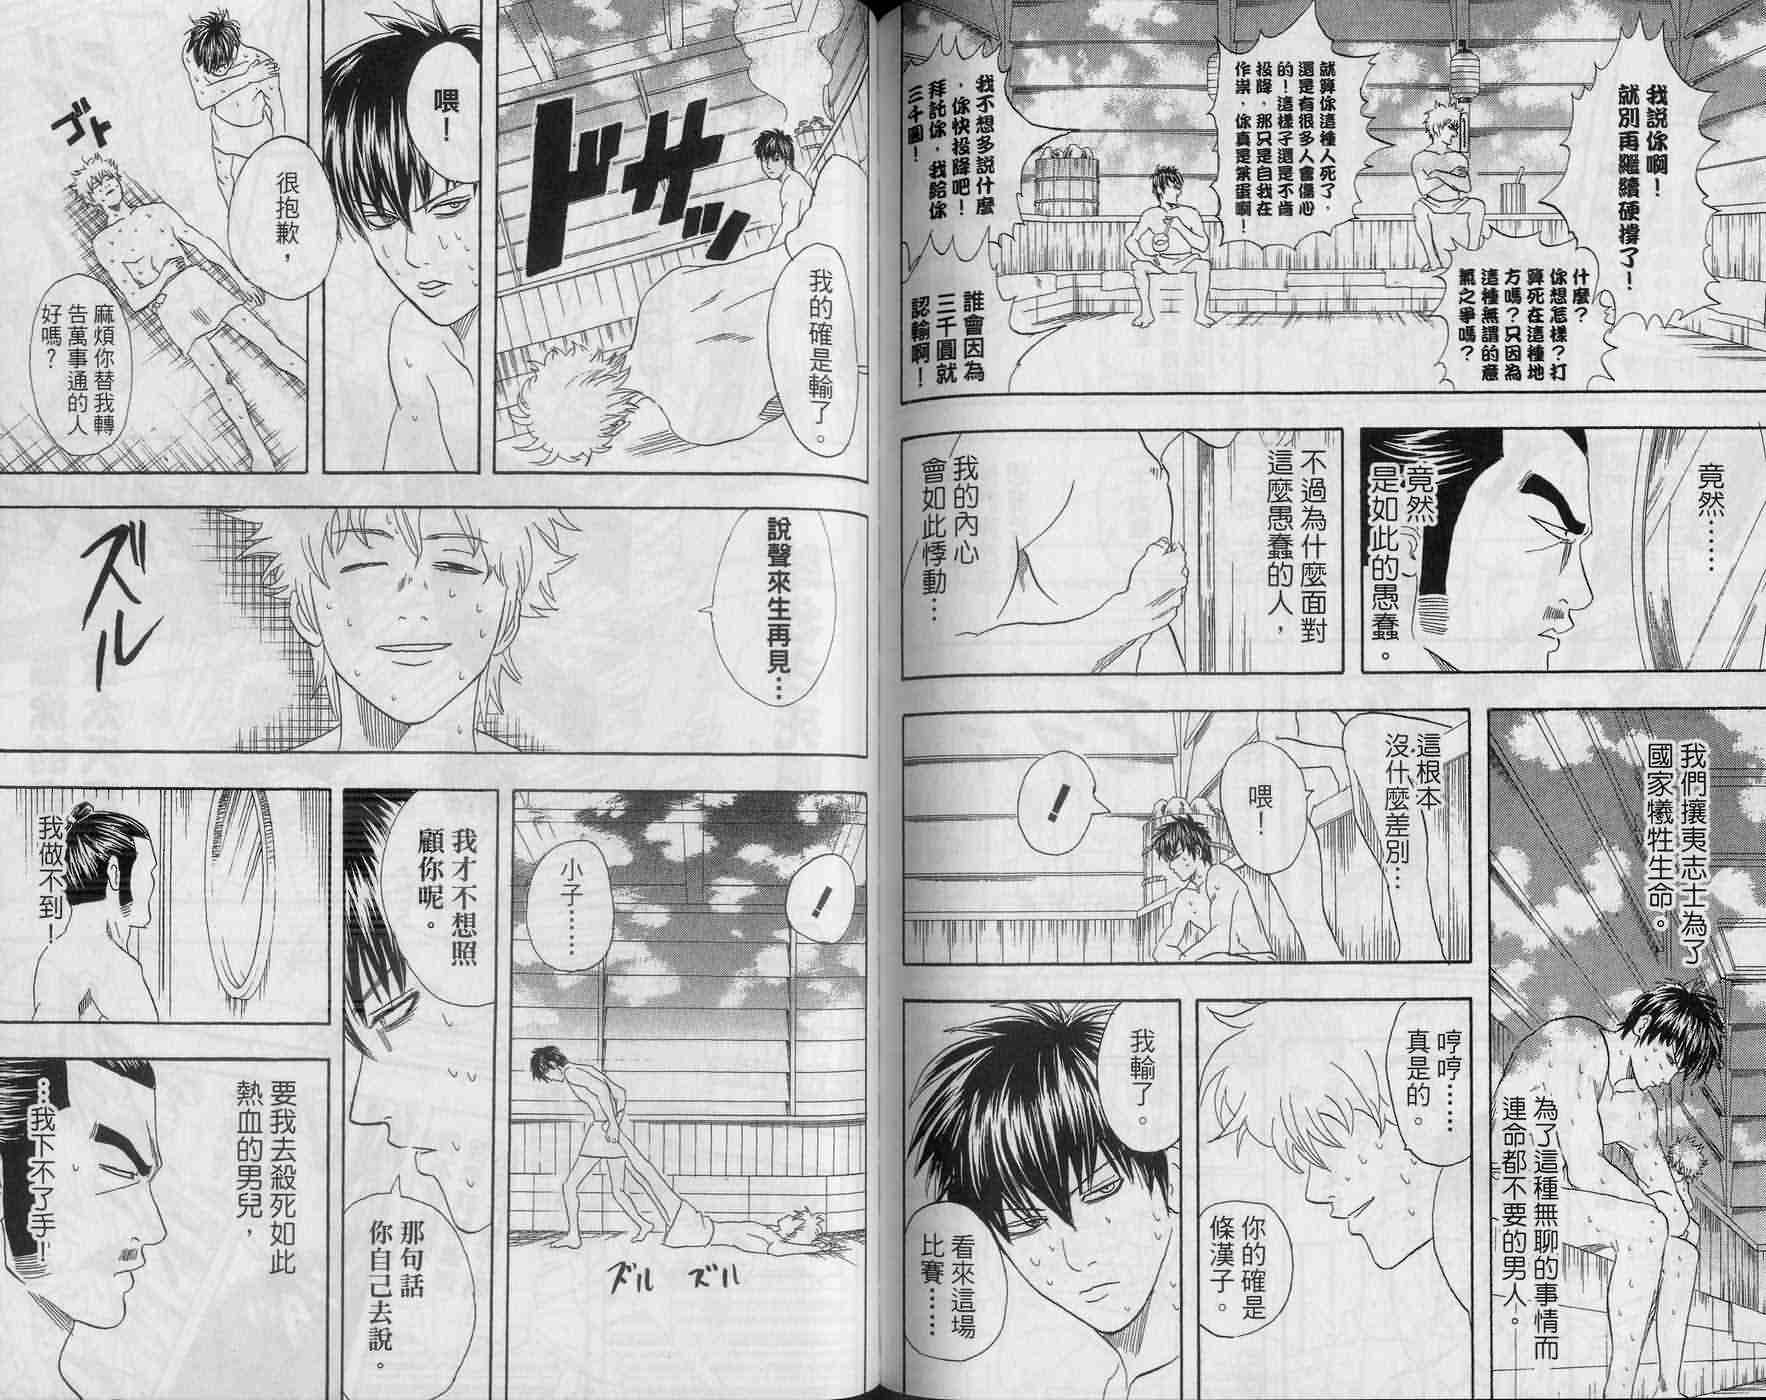 我說你啊！
就別再繼續硬撐了！
什麼？
你想怎樣？打
算死在這種地
方嗎？只因為
這種無謂的意
氣之爭嗎？
就算你這種人死了，
還是有很多人會傷心
的！這樣子還是不肯
投降，那只是自我在
作祟，你真是笨蛋啊！
我不想多說什麼
，你快投降吧！
拜託你，我給你
三千圓！
誰會因為
三千圓就
認輸啊！
竟然……
竟然
是如此的愚蠢。
不過為什麼面對
這麼愚蠢的人，
我的內心
會如此悸動…
我們攘夷志士為了
國家犧牲生命。
為了這種無聊的事情而
連命都不要的男人…。
這根本
沒什麼差別…
喂！
！
哼哼……
真是的。
你的確是
條漢子。
我輸了。
看來這場
比賽……
我的確是輸了。
ドサッ
喂！
ゴト
很抱歉，
麻煩你替我轉
告萬事通的人
好嗎？
說聲來生再見…
ズル
！
小子……
ズル ズル
我才不想照
顧你呢。
那句話
你自己去說。
我做不到！
要我去殺死如此
熱血的男兒，
…我下不了手！